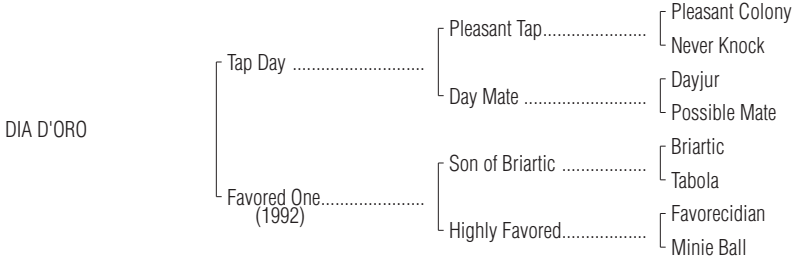 Pleasant Colony
Pleasant Tap......................
Never Knock
Tap Day ............................
Dayjur
Day Mate ..........................
Possible Mate
DIA D'ORO
Briartic
Son of Briartic ..................
Tabola
Favored One......................
(1992)
Favorecidian
Highly Favored..................
Minie Ball